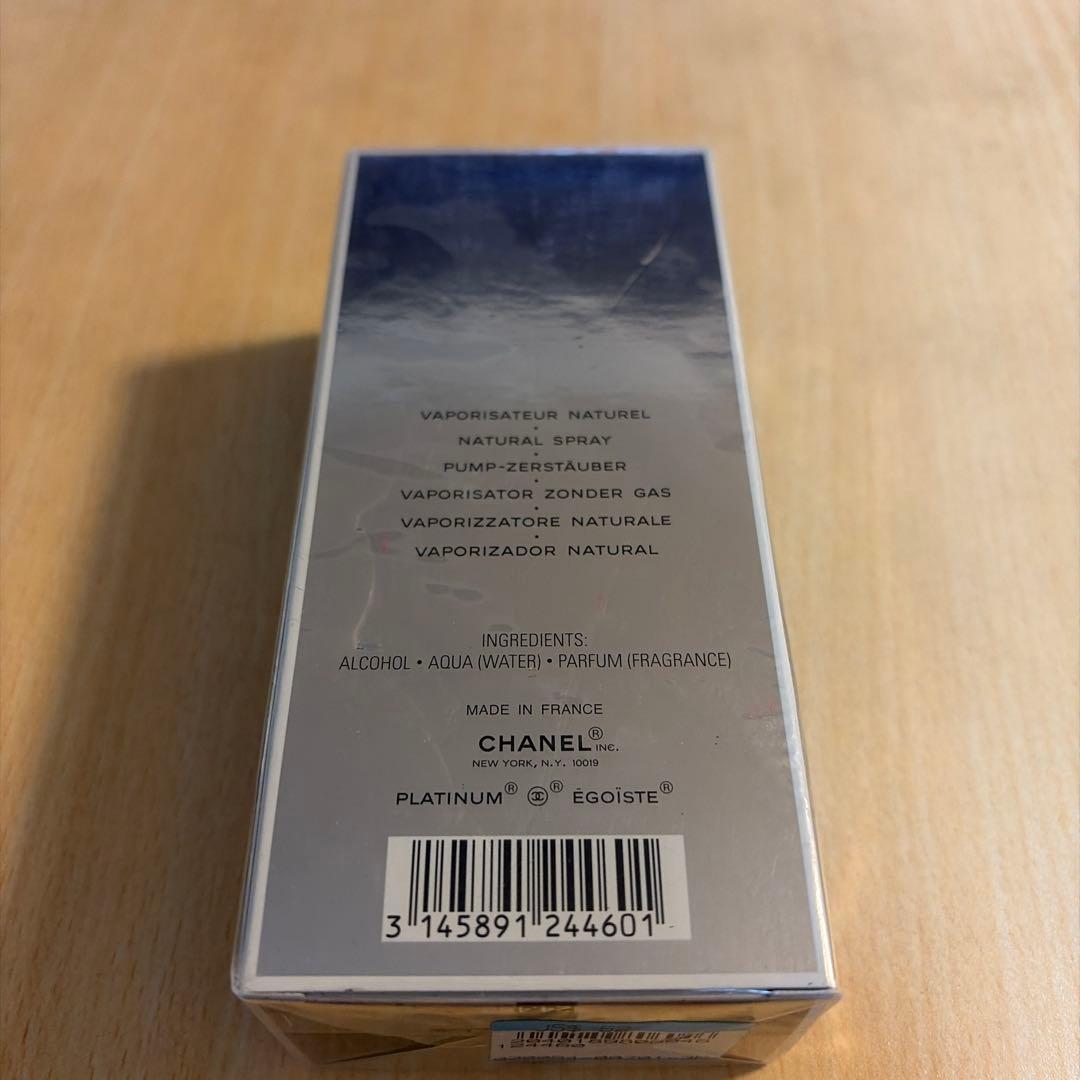 VAPORISATEUR NATUREL
•
NATURAL SPRAY
•
PUMP-ZERSTÄUBER
•
VAPORISATOR ZONDER GAS
•
VAPORIZZATORE NATURALE
•
VAPORIZADOR NATURAL
INGREDIENTS:
ALCOHOL • AQUA (WATER) • PARFUM (FRAGRANCE)
MADE IN FRANCE
CHANEL® INC.
NEW YORK, N.Y. 10019
PLATINUM® ® ÉGOÏSTE®
3 145891 244601
124460